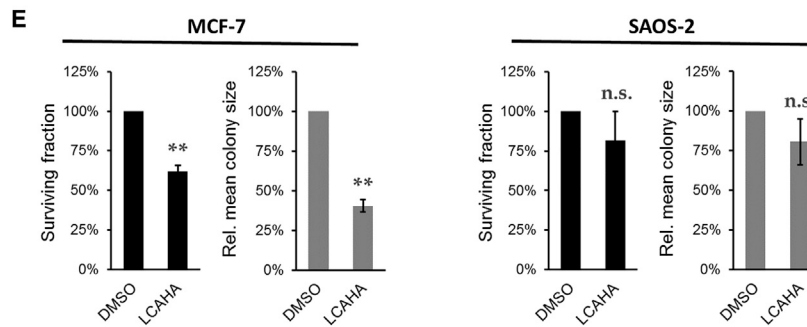 E
MCF-7
SAOS-2
Surviving fraction
125%
100%
75%
50%
25%
0%
**
DMSO
LCAHA
Rel. mean colony size
125%
100%
75%
50%
25%
0%
**
DMSO
LCAHA
Surviving fraction
125%
100%
75%
50%
25%
0%
n.s.
DMSO
LCAHA
Rel. mean colony size
125%
100%
75%
50%
25%
0%
n.s
DMSO
LCAHA